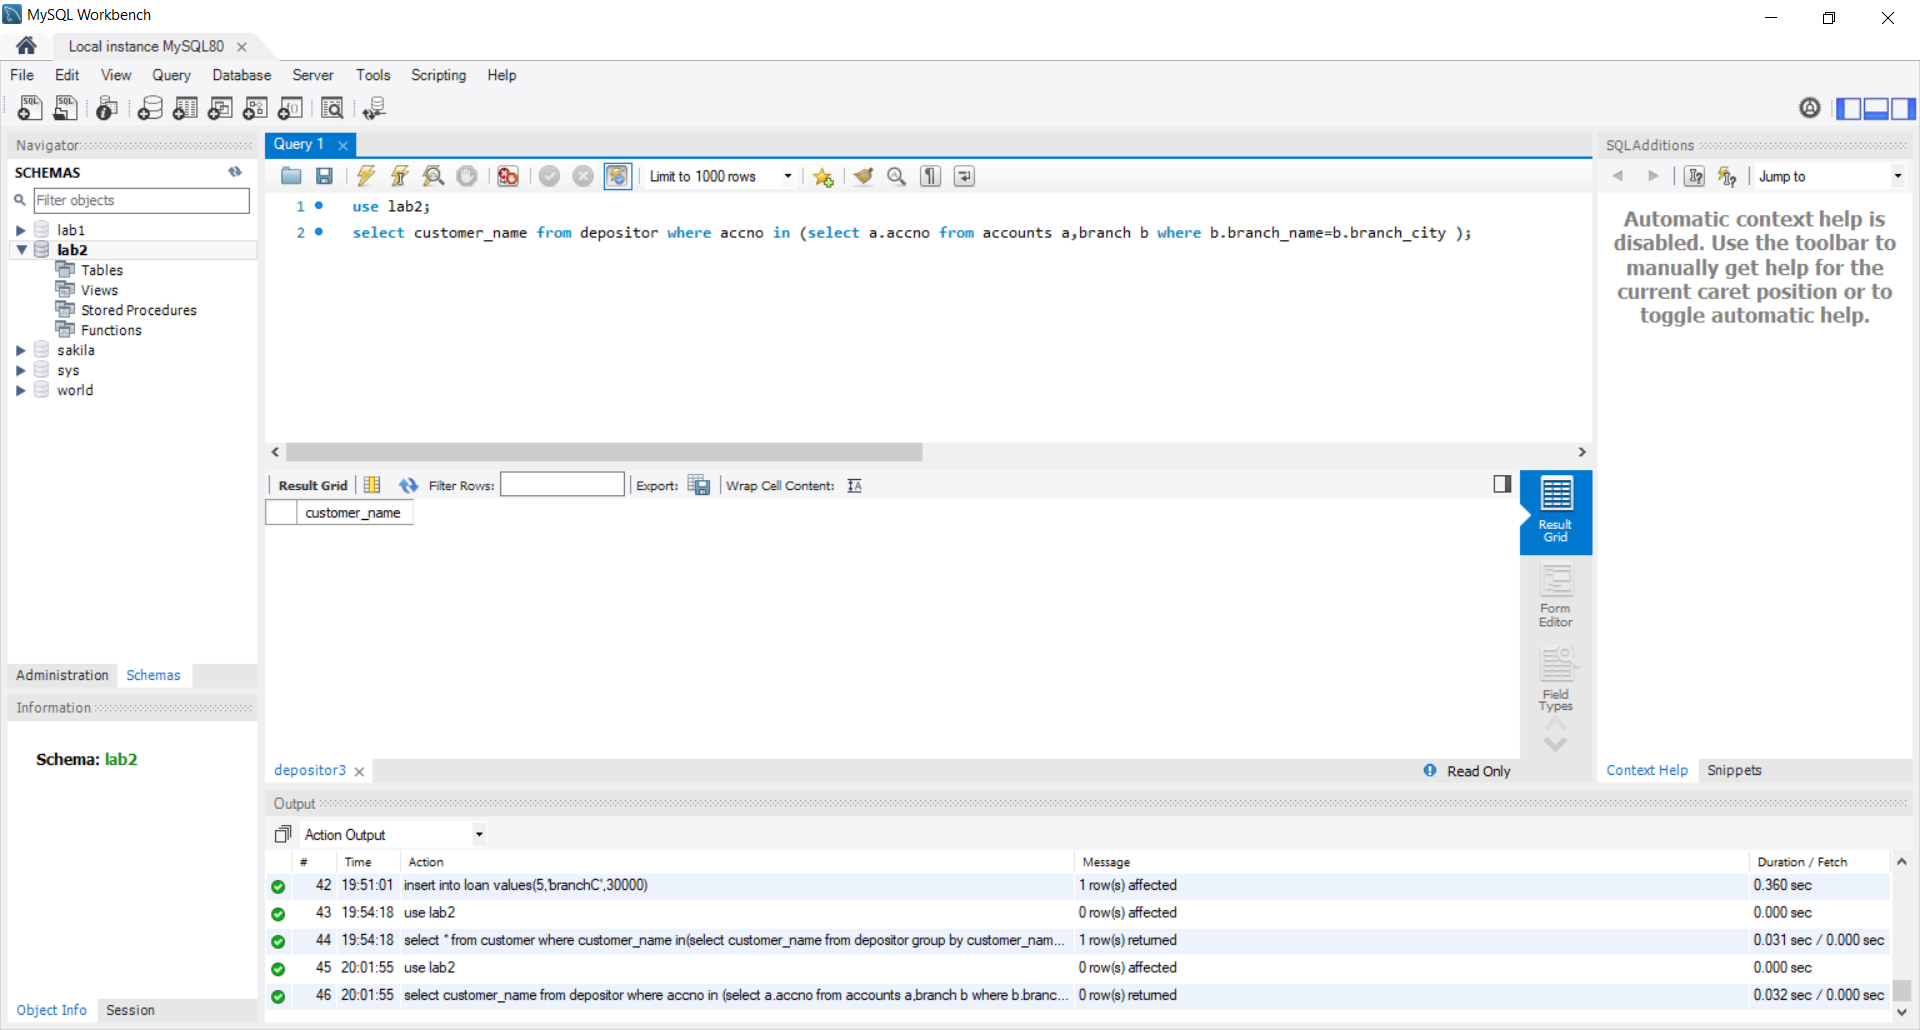 MySQL Workbench
Local instance MySQL80
File Edit View Query Database Server Tools Scripting Help
Navigator
SCHEMAS
Filter objects
lab1
lab2
Tables
Views
Stored Procedures
Functions
sakila
sys
world
Administration Schemas
Information
Schema: lab2
Object Info Session
Query 1
Limit to 1000 rows
1 use lab2;
2 select customer_name from depositor where accno in (select a.accno from accounts a,branch b where b.branch_name=b.branch_city );
Result Grid Filter Rows: Export: Wrap Cell Content:
customer_name
Result
Grid
Form
Editor
Field
Types
depositor3
Read Only
SQLAdditions
Jump to
Automatic context help is
disabled. Use the toolbar to
manually get help for the
current caret position or to
toggle automatic help.
Context Help Snippets
Output
Action Output
# Time Action Message Duration / Fetch
42 19:51:01 insert into loan values(5,'branchC',30000) 1 row(s) affected 0.360 sec
43 19:54:18 use lab2 0 row(s) affected 0.000 sec
44 19:54:18 select * from customer where customer_name in(select customer_name from depositor group by customer_nam... 1 row(s) returned 0.031 sec / 0.000 sec
45 20:01:55 use lab2 0 row(s) affected 0.000 sec
46 20:01:55 select customer_name from depositor where accno in (select a.accno from accounts a,branch b where b.branc... 0 row(s) returned 0.032 sec / 0.000 sec